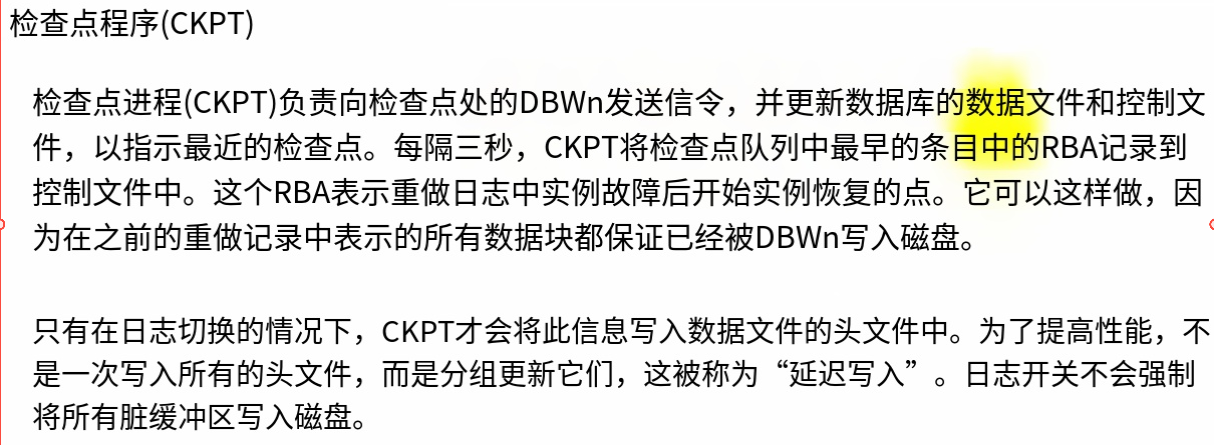 检查点程序(CKPT)
检查点进程(CKPT)负责向检查点处的DBWn发送信令，并更新数据库的数据文件和控制文
件，以指示最近的检查点。每隔三秒，CKPT将检查点队列中最早的条目中的RBA记录到
控制文件中。这个RBA表示重做日志中实例故障后开始实例恢复的点。它可以这样做，因
为在之前的重做记录中表示的所有数据块都保证已经被DBWn写入磁盘。
只有在日志切换的情况下，CKPT才会将此信息写入数据文件的头文件中。为了提高性能，不
是一次写入所有的头文件，而是分组更新它们，这被称为“延迟写入”。日志开关不会强制
将所有脏缓冲区写入磁盘。